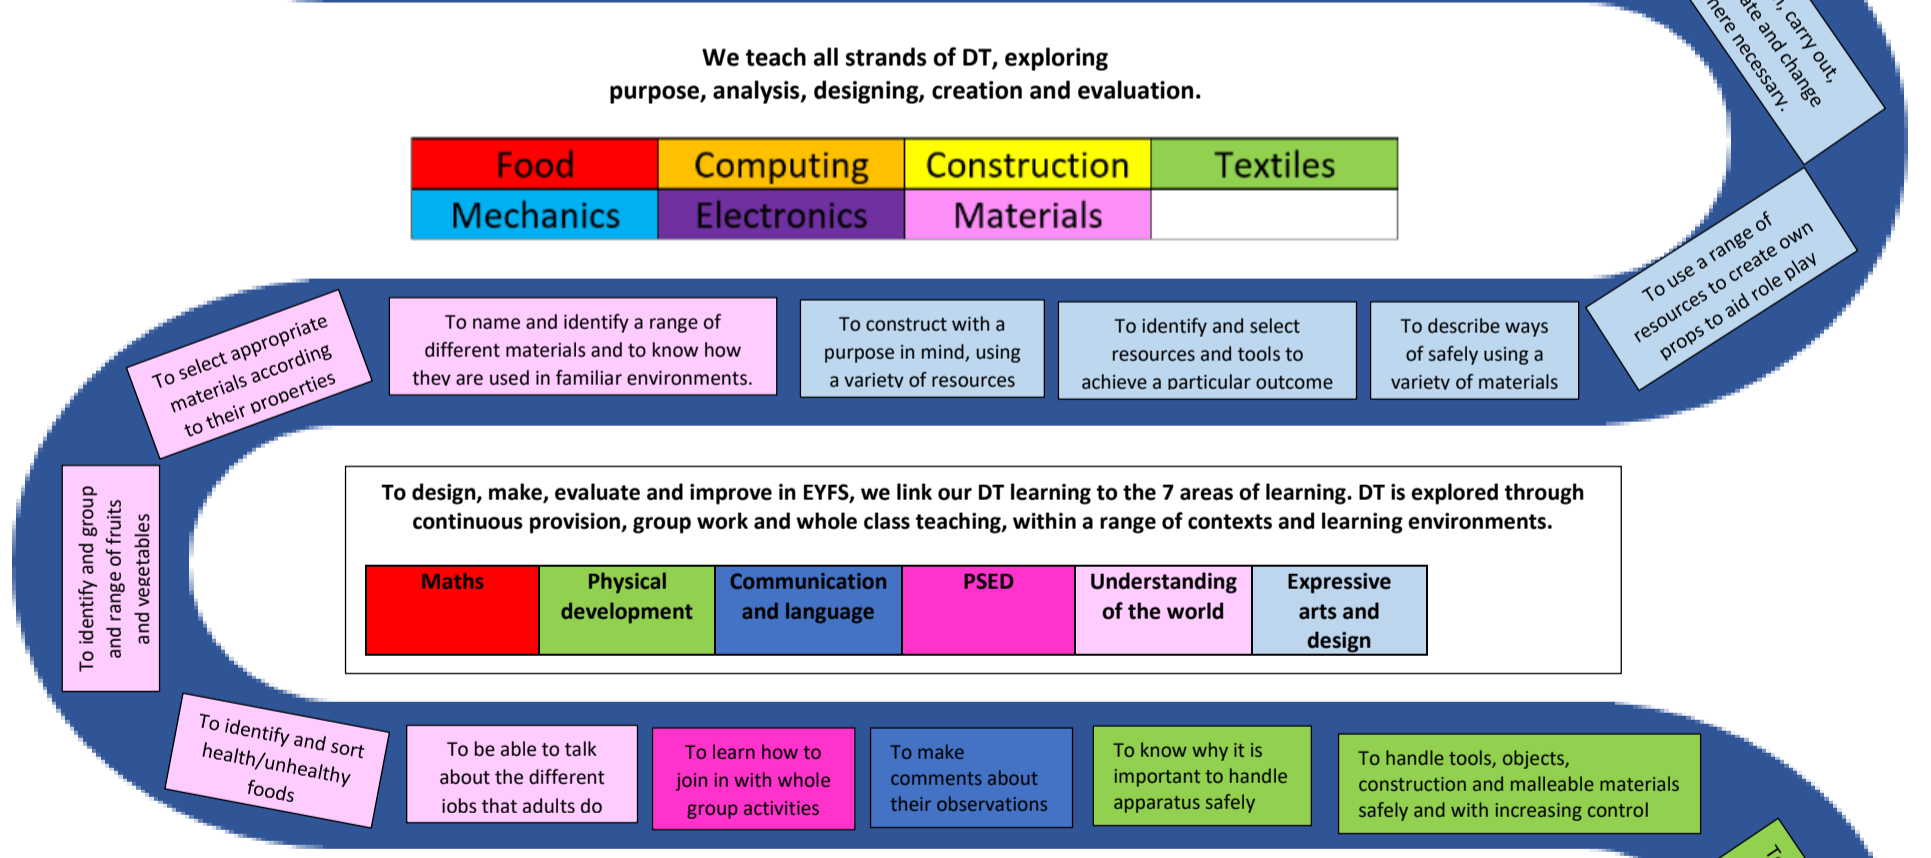 carry out,
ate and change
here necessary.
We teach all strands of DT, exploring
purpose, analysis, designing, creation and evaluation.
Food Computing Construction Textiles
Mechanics Electronics Materials
To use a range of
resources to create own
props to aid role play
To describe ways
of safely using a
variety of materials
To identify and select
resources and tools to
achieve a particular outcome
To construct with a
purpose in mind, using
a variety of resources
To name and identify a range of
different materials and to know how
they are used in familiar environments.
To select appropriate
materials according
to their properties
To identify and group
and range of fruits
and vegetables
To design, make, evaluate and improve in EYFS, we link our DT learning to the 7 areas of learning. DT is explored through
continuous provision, group work and whole class teaching, within a range of contexts and learning environments.
Maths
Physical
development
Communication
and language
PSED
Understanding
of the world
Expressive
arts and
design
To identify and sort
health/unhealthy
foods
To be able to talk
about the different
jobs that adults do
To learn how to
join in with whole
group activities
To make
comments about
their observations
To know why it is
important to handle
apparatus safely
To handle tools, objects,
construction and malleable materials
safely and with increasing control